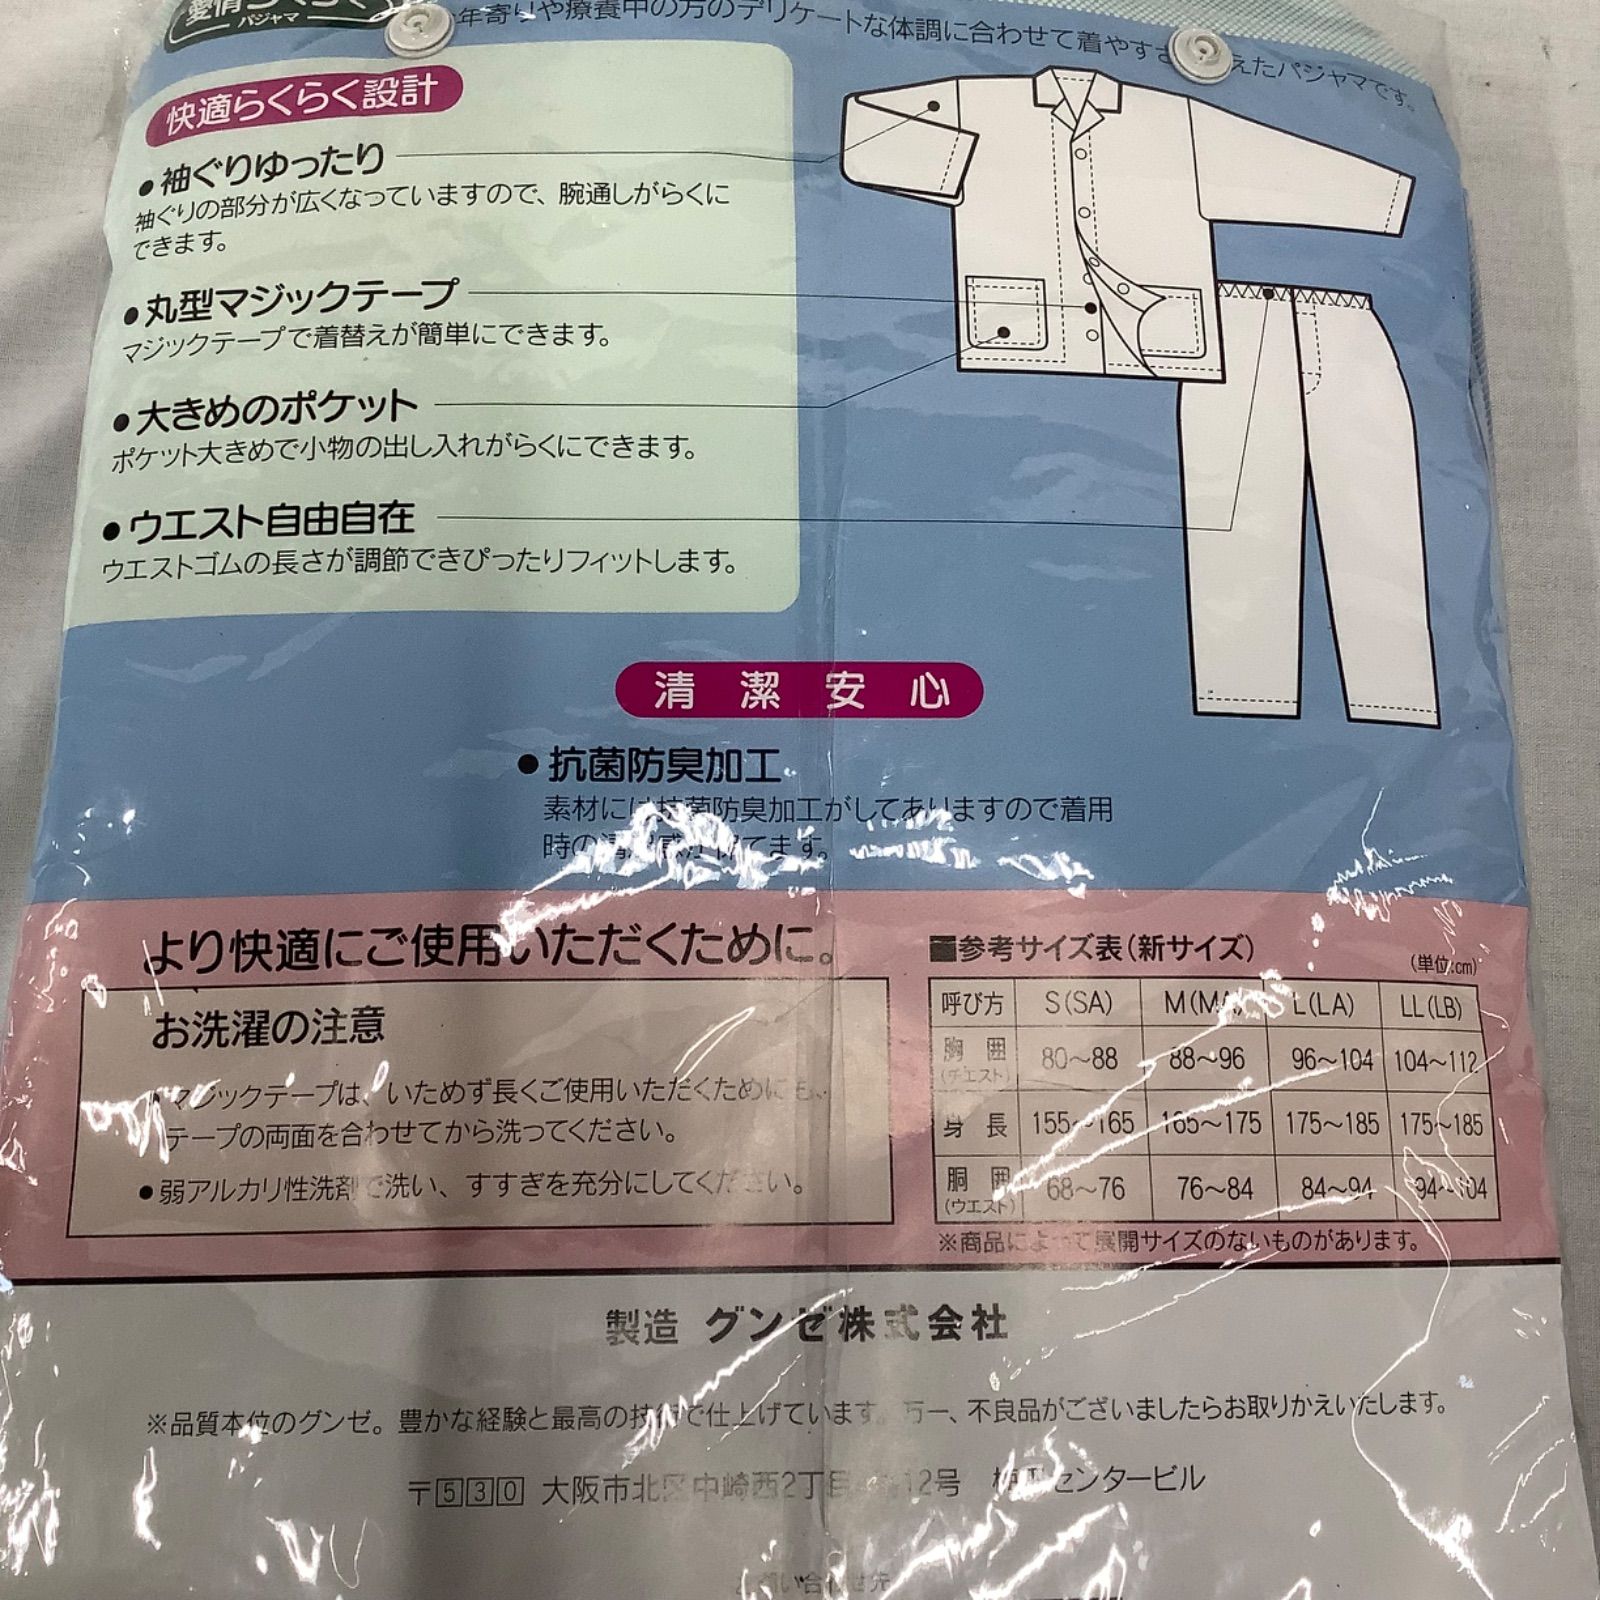 パジャマ
年寄りや療養中の方のデリケートな体調に合わせて着やすさ えたパジャマです。
快適らくらく設計
●袖ぐりゆったり
袖ぐりの部分が広くなっていますので、腕通しがらくに
できます。
●丸型マジックテープ
マジックテープで着替えが簡単にできます。
●大きめのポケット
ポケット大きめで小物の出し入れがらくにできます。
●ウエスト自由自在
ウエストゴムの長さが調節できぴったりフィットします。
清潔安心
●抗菌防臭加工
素材には抗菌防臭加工がしてありますので着用
時の清潔感が保てます。
より快適にご使用いただくために。
お洗濯の注意
●マジックテープは、いためず長くご使用いただくためにも、
テープの両面を合わせてから洗ってください。
●弱アルカリ性洗剤で洗い、すすぎを充分にしてください。
■参考サイズ表(新サイズ)
(単位:cm)
呼び方 S(SA) M(MA) L(LA) LL(LB)
胸囲 80〜88 88〜96 96〜104 104〜112
(チェスト)
身長 155〜165 165〜175 175〜185 175〜185
胴囲 68〜76 76〜84 84〜94 94〜104
(ウエスト)
※商品によって展開サイズのないものがあります。
製造 グンゼ株式会社
※品質本位のグンゼ。豊かな経験と最高の技術で仕上げています。万一、不良品がございましたらお取りかえいたします。
〒530 大阪市北区中崎西2丁目 12号 センタービル
お問い合わせ先